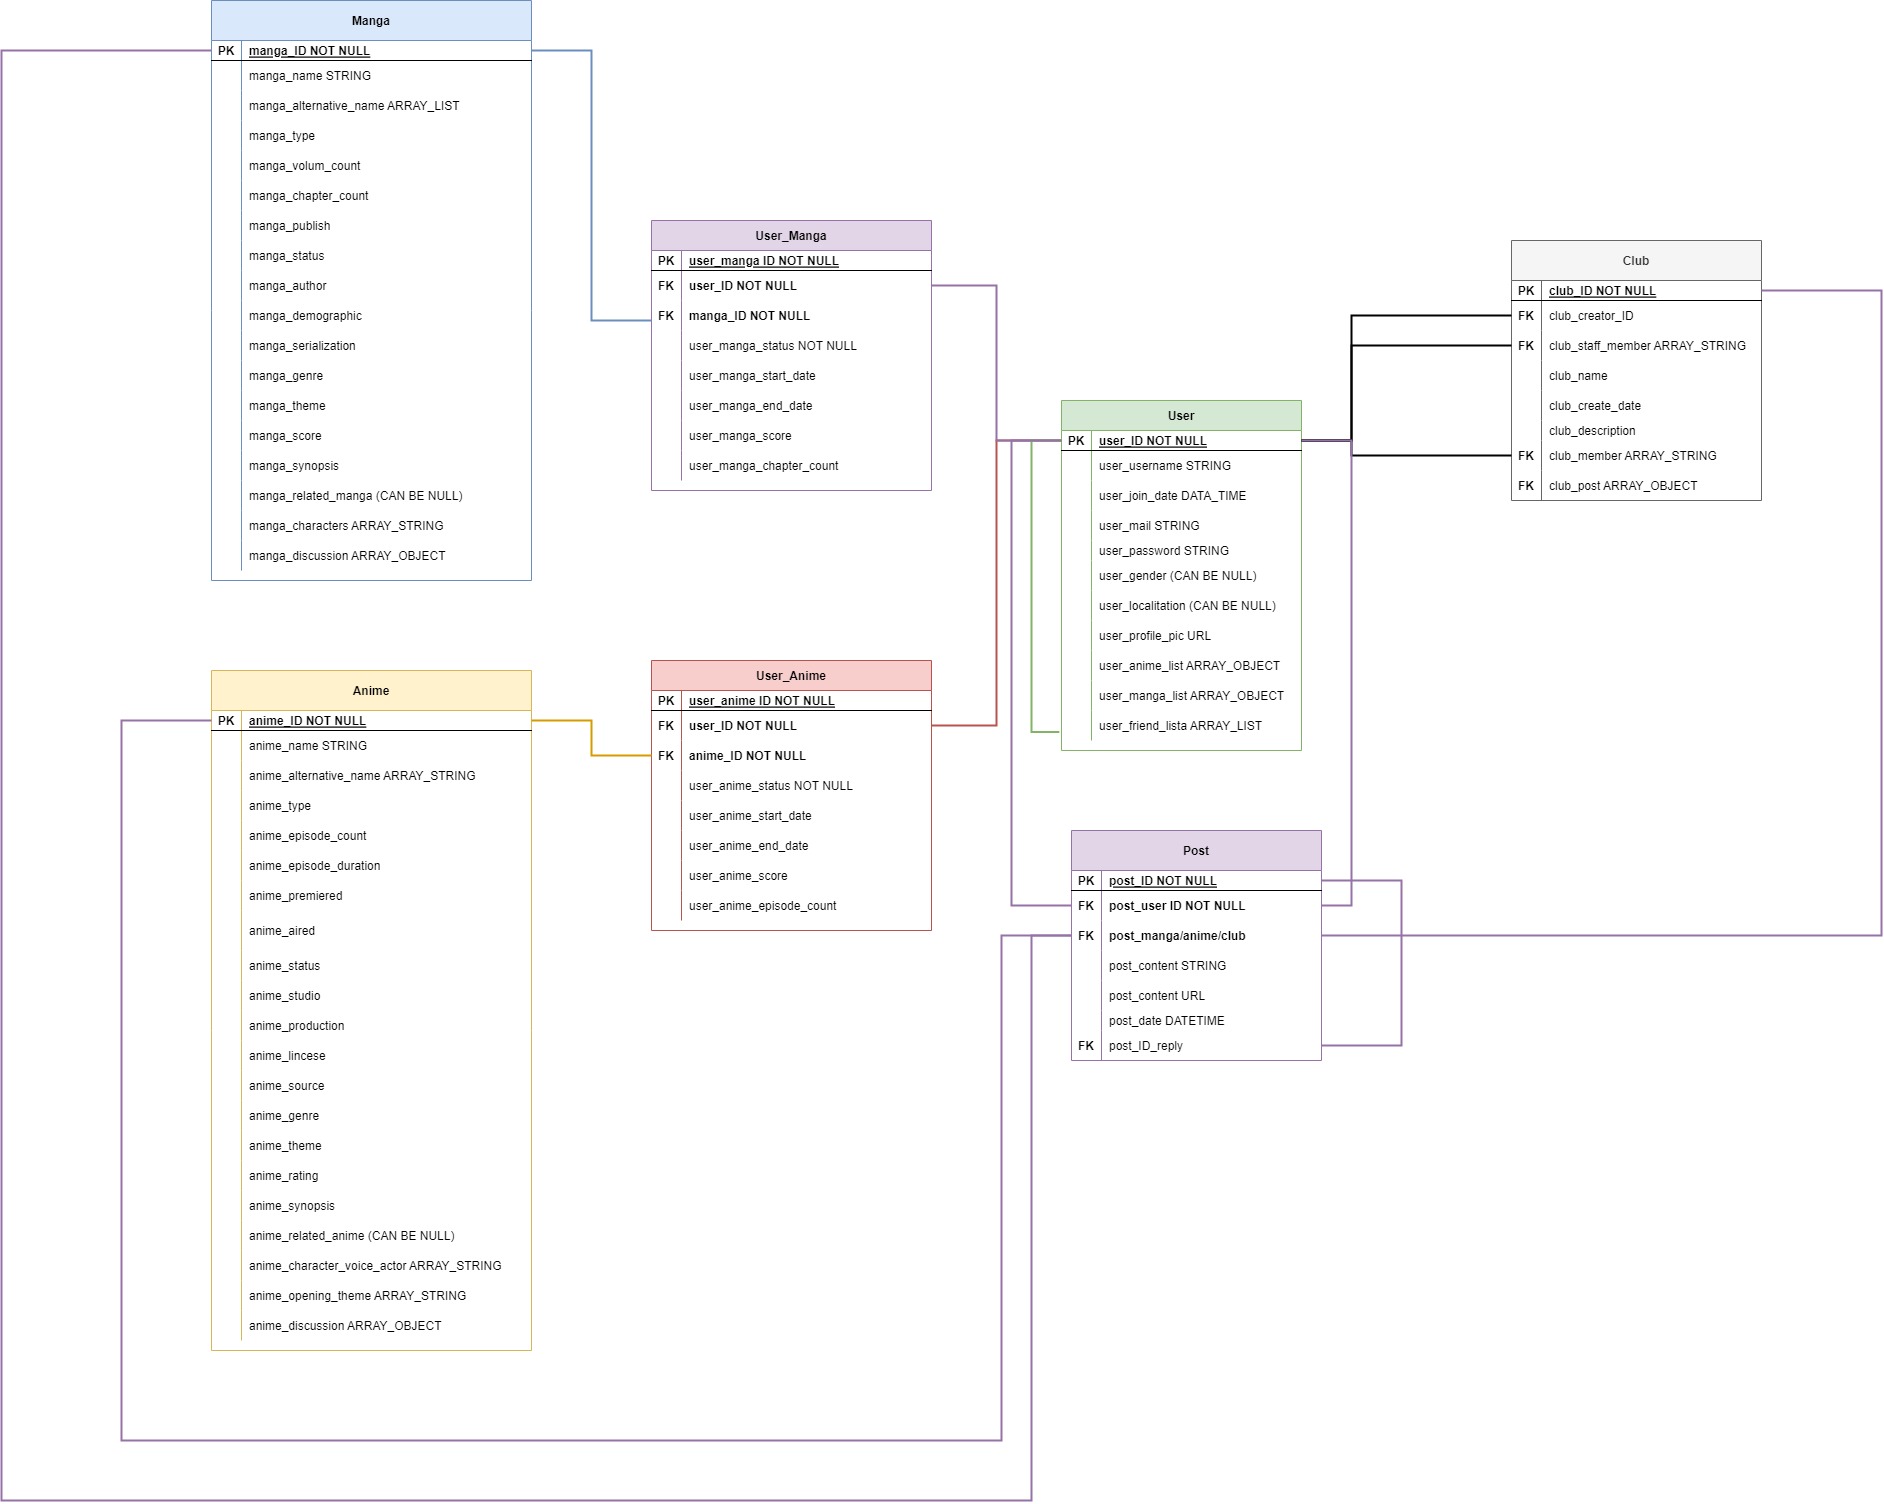 Manga
PK manga_ID NOT NULL
manga_name STRING
manga_alternative_name ARRAY_LIST
manga_type
manga_volum_count
manga_chapter_count
manga_publish
manga_status
manga_author
manga_demographic
manga_serialization
manga_genre
manga_theme
manga_score
manga_synopsis
manga_related_manga (CAN BE NULL)
manga_characters ARRAY_STRING
manga_discussion ARRAY_OBJECT
User_Manga
PK user_manga ID NOT NULL
FK user_ID NOT NULL
FK manga_ID NOT NULL
user_manga_status NOT NULL
user_manga_start_date
user_manga_end_date
user_manga_score
user_manga_chapter_count
Club
PK club_ID NOT NULL
FK club_creator_ID
FK club_staff_member ARRAY_STRING
club_name
club_create_date
club_description
FK club_member ARRAY_STRING
FK club_post ARRAY_OBJECT
User
PK user_ID NOT NULL
user_username STRING
user_join_date DATA_TIME
user_mail STRING
user_password STRING
user_gender (CAN BE NULL)
user_localitation (CAN BE NULL)
user_profile_pic URL
user_anime_list ARRAY_OBJECT
user_manga_list ARRAY_OBJECT
user_friend_lista ARRAY_LIST
Anime
PK anime_ID NOT NULL
anime_name STRING
anime_alternative_name ARRAY_STRING
anime_type
anime_episode_count
anime_episode_duration
anime_premiered
anime_aired
anime_status
anime_studio
anime_production
anime_lincese
anime_source
anime_genre
anime_theme
anime_rating
anime_synopsis
anime_related_anime (CAN BE NULL)
anime_character_voice_actor ARRAY_STRING
anime_opening_theme ARRAY_STRING
anime_discussion ARRAY_OBJECT
User_Anime
PK user_anime ID NOT NULL
FK user_ID NOT NULL
FK anime_ID NOT NULL
user_anime_status NOT NULL
user_anime_start_date
user_anime_end_date
user_anime_score
user_anime_episode_count
Post
PK post_ID NOT NULL
FK post_user ID NOT NULL
FK post_manga/anime/club
post_content STRING
post_content URL
post_date DATETIME
FK post_ID_reply